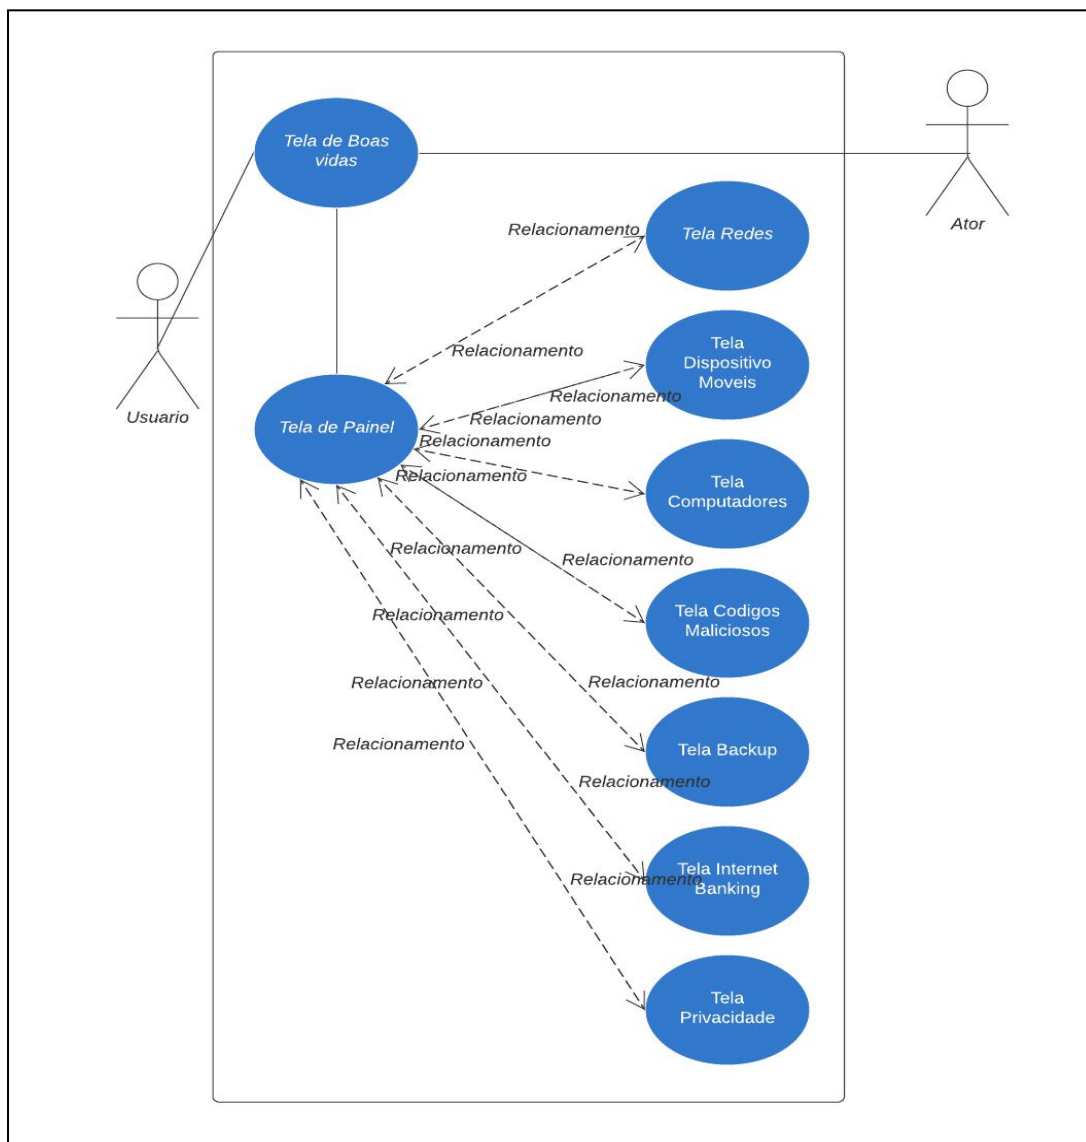 Tela de Boas
vidas
Relacionamento
Tela Redes
Ator
Relacionamento
Tela
Dispositivo
Moveis
Relacionamento
Usuario
Tela de Painel
Relacionamento
Relacionamento
Relacionamento
Tela
Computadores
Relacionamento
Relacionamento
Relacionamento
Tela Codigos
Maliciosos
Relacionamento
Relacionamento
Relacionamento
Tela Backup
Relacionamento
Relacionamento
Tela Internet
Banking
Tela
Privacidade